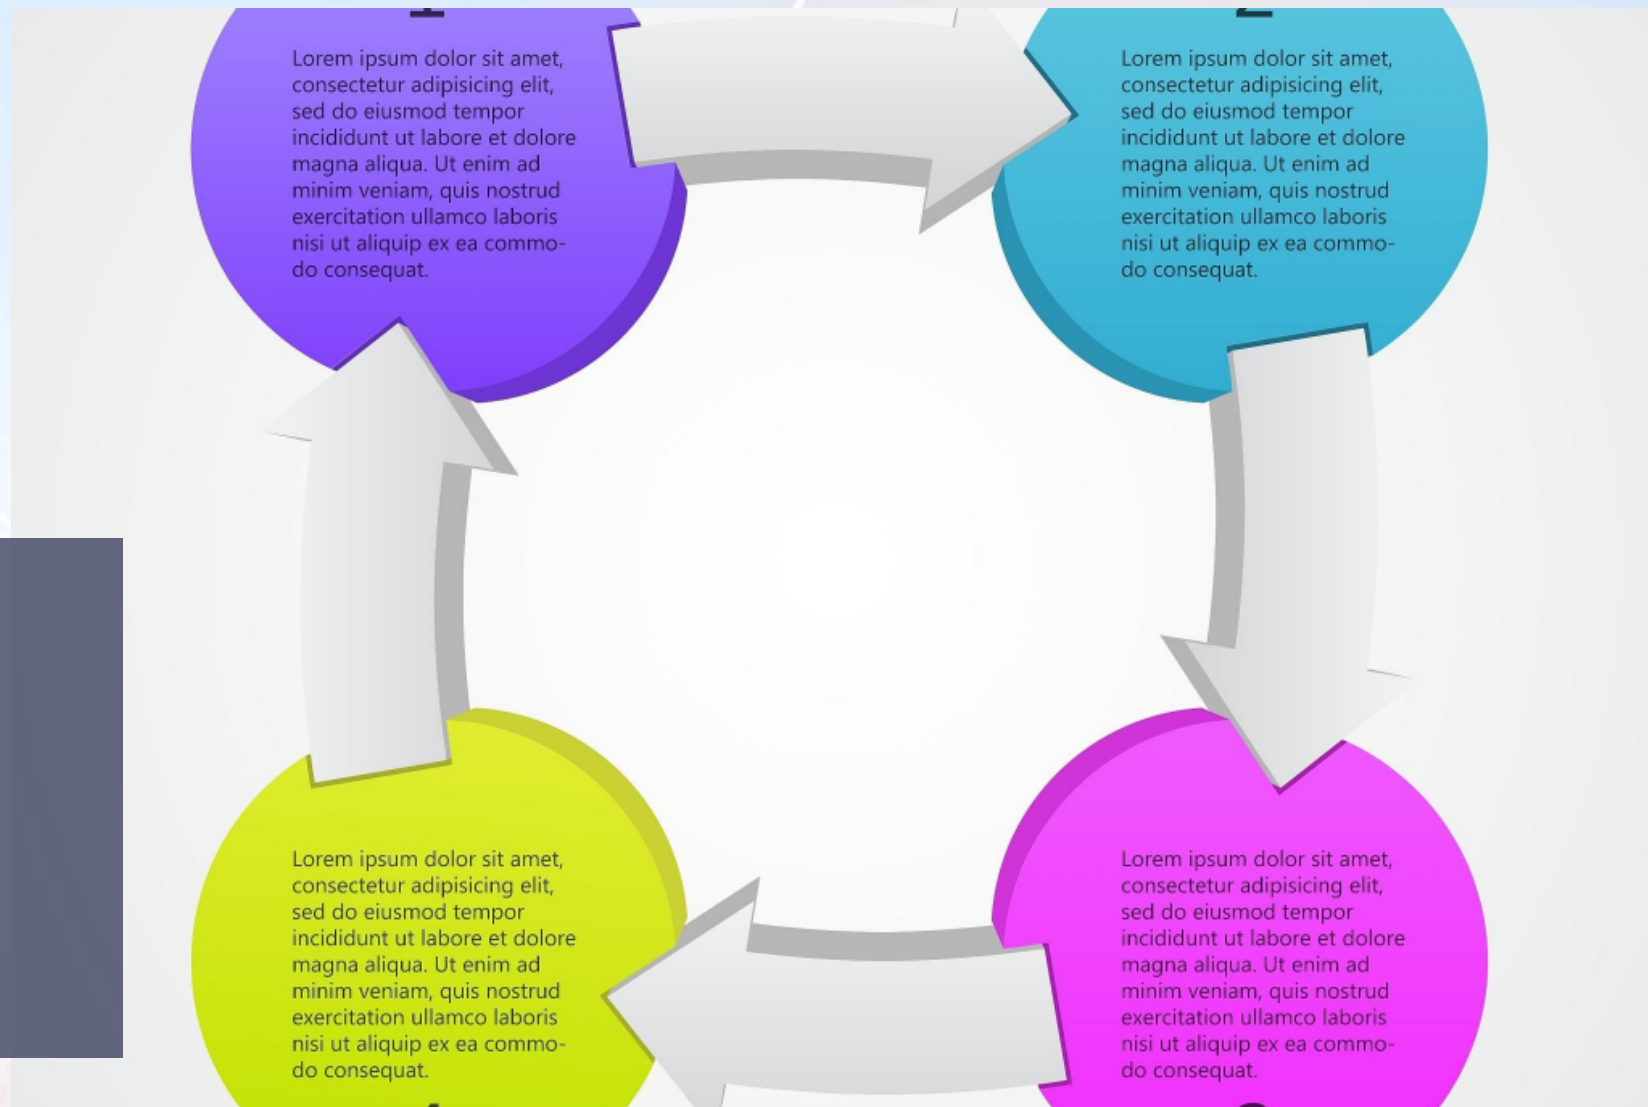 Lorem ipsum dolor sit amet,
consectetur adipisicing elit,
sed do eiusmod tempor
incididunt ut labore et dolore
magna aliqua. Ut enim ad
minim veniam, quis nostrud
exercitation ullamco laboris
nisi ut aliquip ex ea commo-
do consequat.
Lorem ipsum dolor sit amet,
consectetur adipisicing elit,
sed do eiusmod tempor
incididunt ut labore et dolore
magna aliqua. Ut enim ad
minim veniam, quis nostrud
exercitation ullamco laboris
nisi ut aliquip ex ea commo-
do consequat.
Lorem ipsum dolor sit amet,
consectetur adipisicing elit,
sed do eiusmod tempor
incididunt ut labore et dolore
magna aliqua. Ut enim ad
minim veniam, quis nostrud
exercitation ullamco laboris
nisi ut aliquip ex ea commo-
do consequat.
Lorem ipsum dolor sit amet,
consectetur adipisicing elit,
sed do eiusmod tempor
incididunt ut labore et dolore
magna aliqua. Ut enim ad
minim veniam, quis nostrud
exercitation ullamco laboris
nisi ut aliquip ex ea commo-
do consequat.